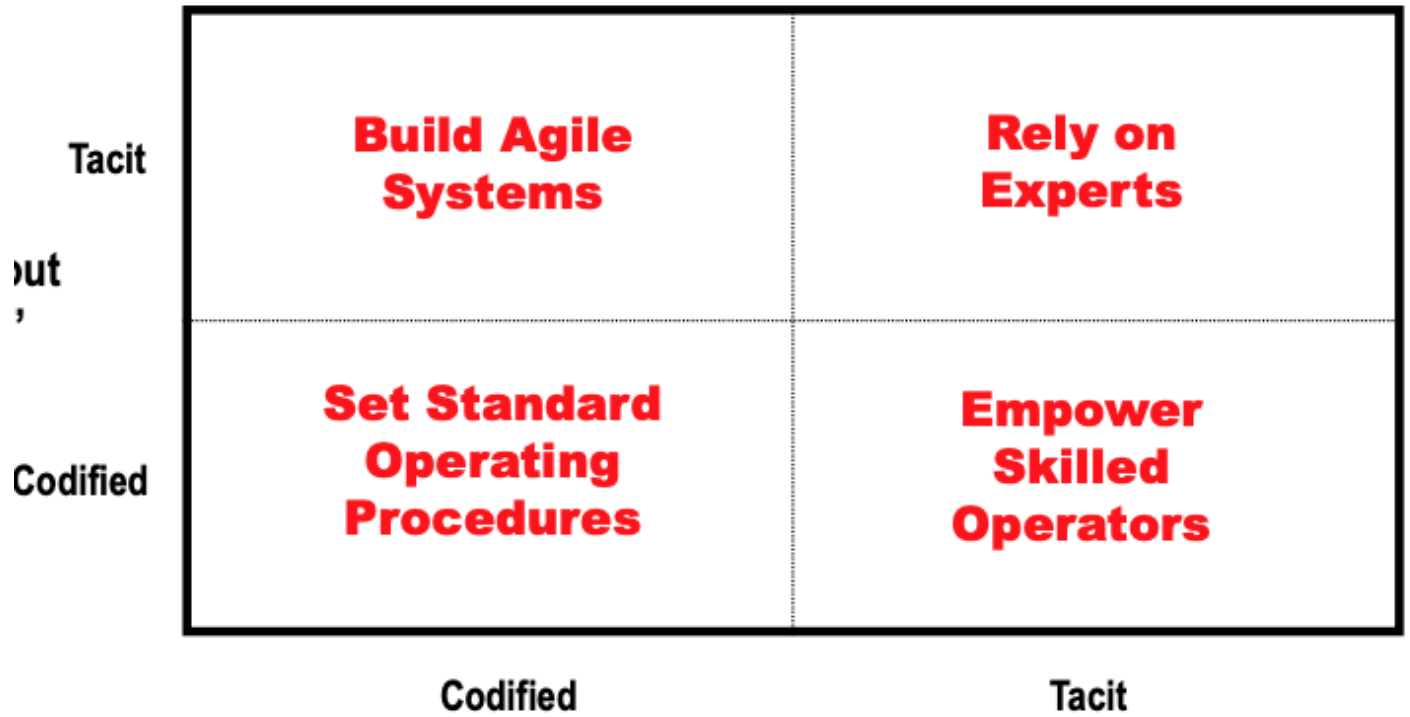 Build Agile
Systems
Rely on
Experts
Tacit
Set Standard
Operating
Procedures
Empower
Skilled
Operators
Codified
Codified
Tacit